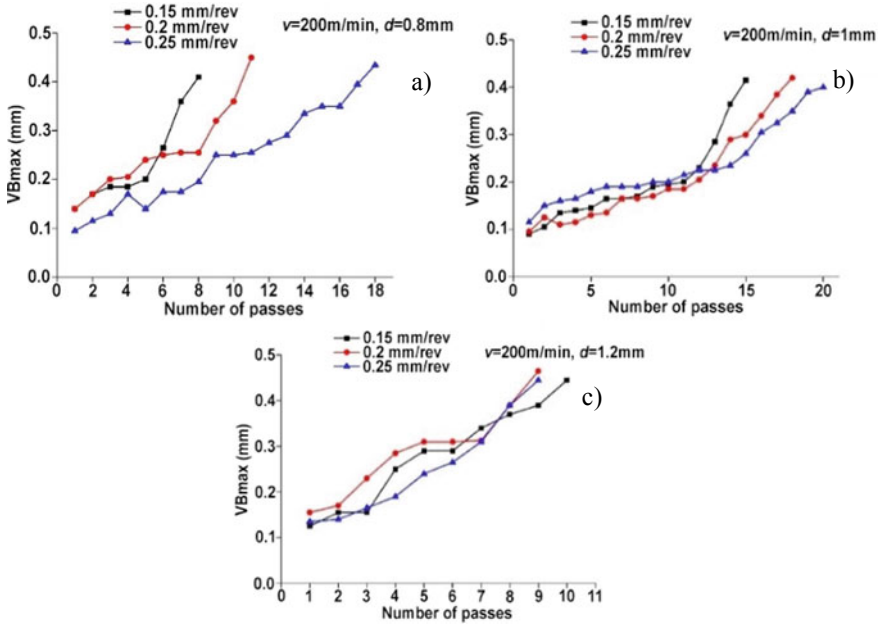 0.15 mm/rev
0.2 mm/rev
0.25 mm/rev
v=200m/min, d=0.8mm
a)
VBmax (mm)
0.5
0.4
0.3
0.2
0.1
0.0
0 2 4 6 8 10 12 14 16 18
Number of passes
0.15 mm/rev
0.2 mm/rev
0.25 mm/rev
v=200m/min, d=1mm
b)
VBmax (mm)
0.5
0.4
0.3
0.2
0.1
0.0
0 5 10 15 20
Number of passes
0.15 mm/rev
0.2 mm/rev
0.25 mm/rev
v=200m/min, d=1.2mm
c)
VBmax (mm)
0.5
0.4
0.3
0.2
0.1
0.0
0 1 2 3 4 5 6 7 8 9 10 11
Number of passes